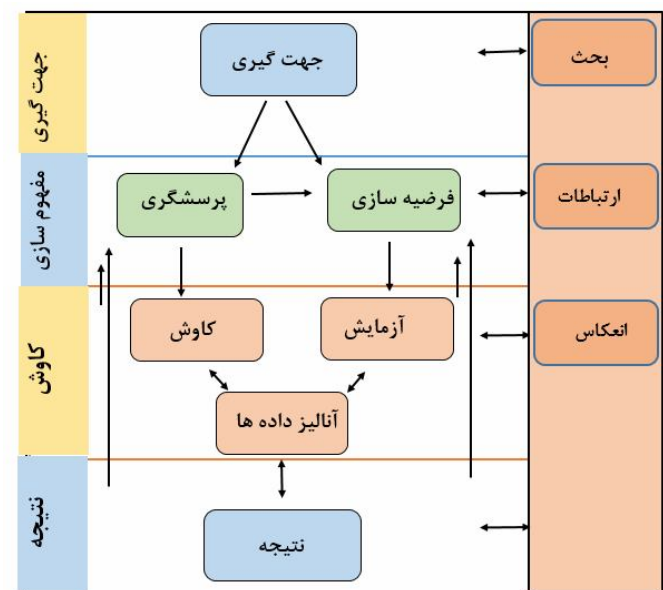 جهت گیری
جهت گیری
بحث
مفهوم سازی
پرسشگری
فرضیه سازی
ارتباطات
کاوش
کاوش
آزمایش
انعکاس
آنالیز داده ها
نتیجه
نتیجه